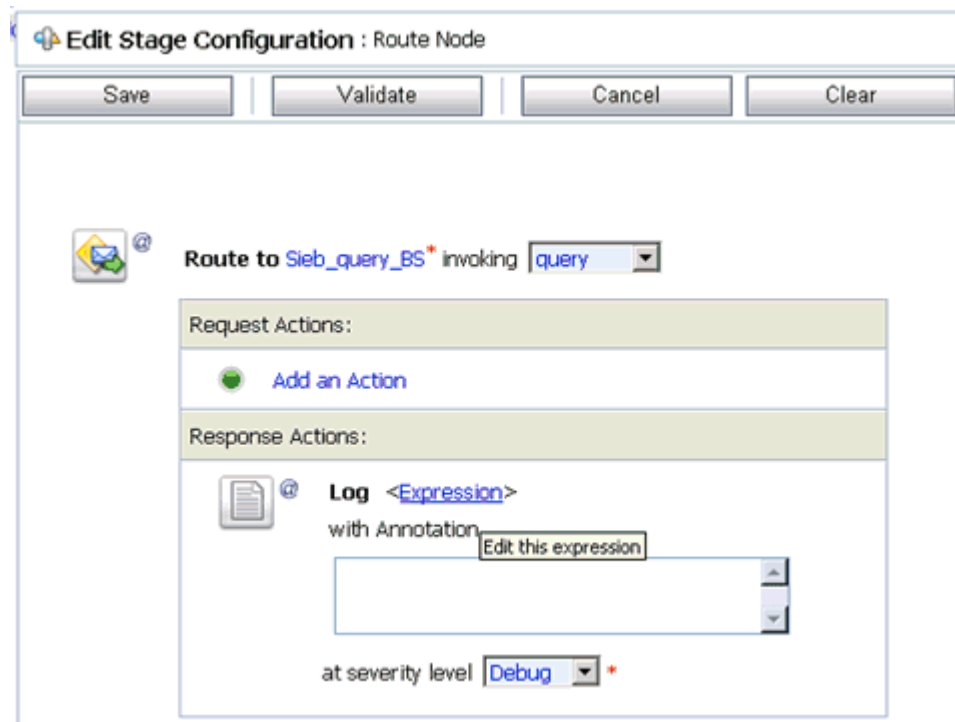 Edit Stage Configuration : Route Node
Save Validate Cancel Clear
@ Route to Sieb_query_BS* invoking query
Request Actions:
Add an Action
Response Actions:
@ Log <Expression>
with Annotation
Edit this expression
at severity level Debug *